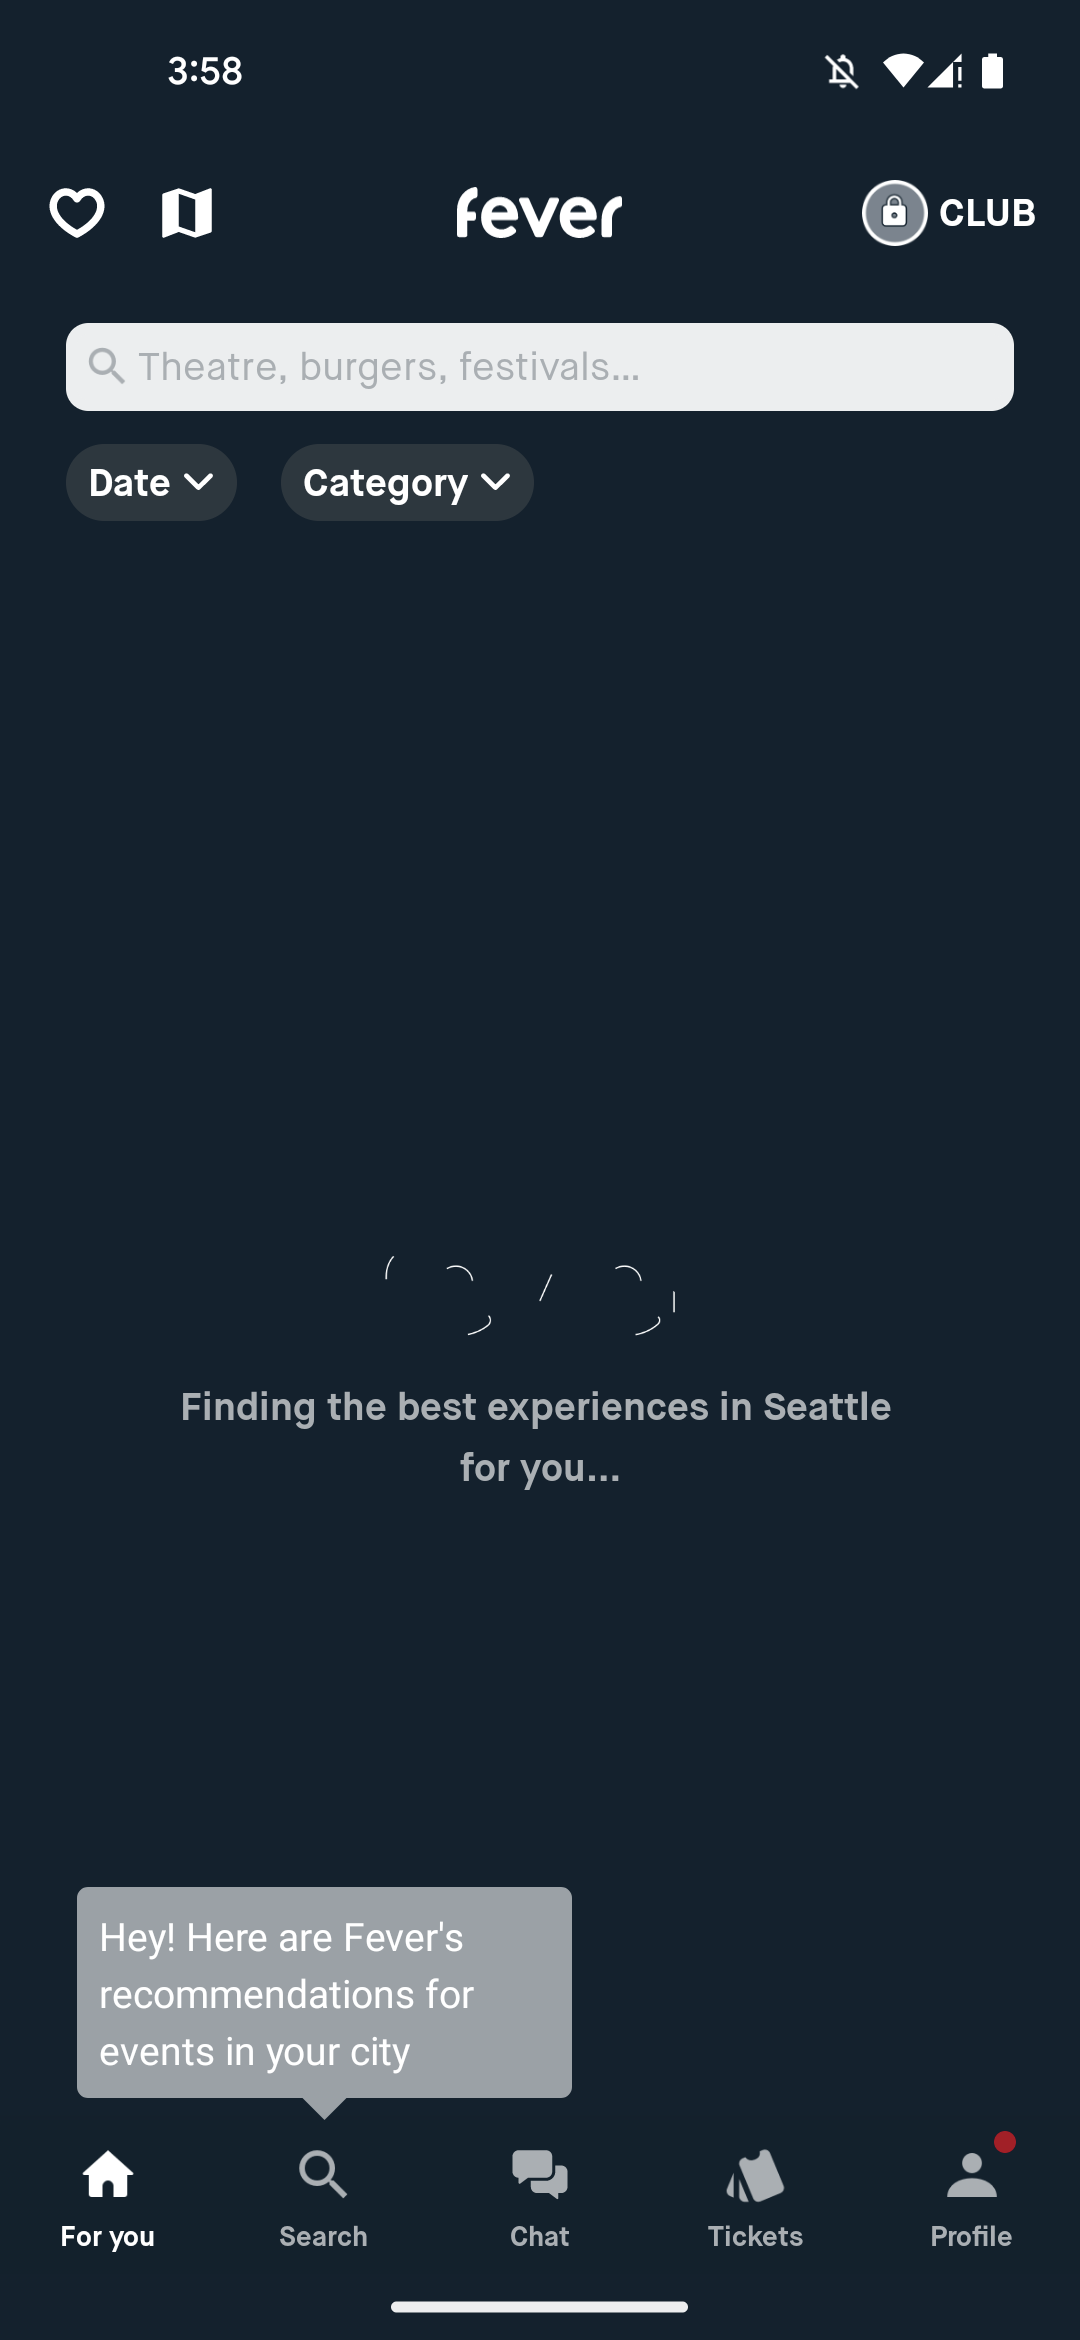 3:58
fever
CLUB
Theatre, burgers, festivals...
Date
Category
Finding the best experiences in Seattle
for you...
Hey! Here are Fever's
recommendations for
events in your city
For you
Search
Chat
Tickets
Profile